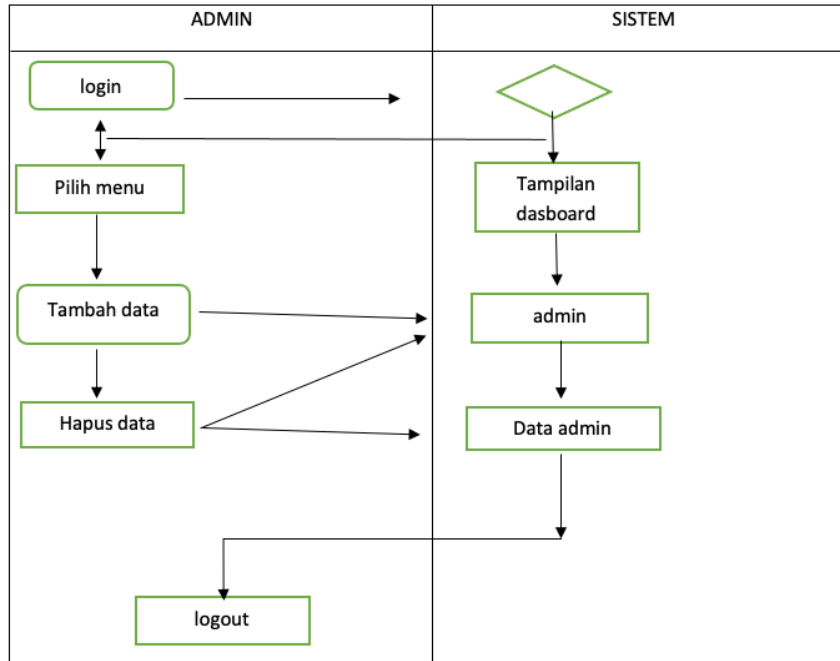 ADMIN
SISTEM
login
Pilih menu
Tampilan
dasboard
Tambah data
admin
Hapus data
Data admin
logout